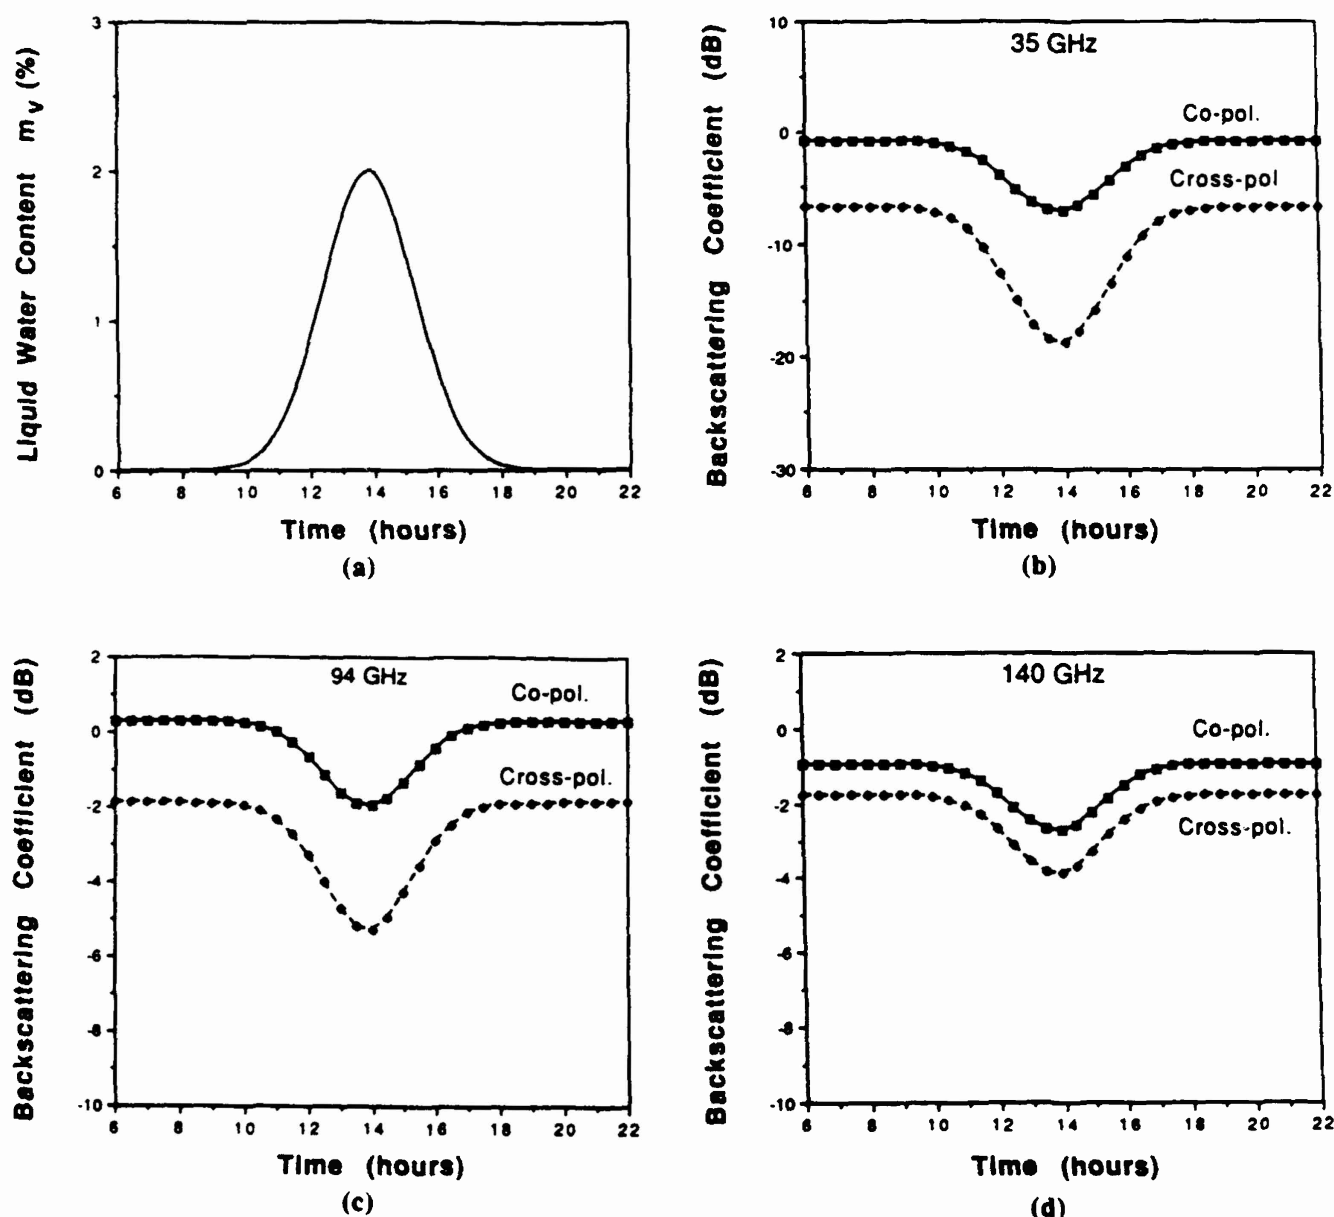 Liquid Water Content m v (%)
3
2
1
0
6 8 10 12 14 16 18 20 22
Time (hours)
(a)
Backscattering Coefficient (dB)
10
0
-10
-20
-30
35 GHz
Co-pol.
Cross-pol
6 8 10 12 14 16 18 20 22
Time (hours)
(b)
Backscattering Coefficient (dB)
2
0
-2
-4
-6
-8
-10
94 GHz
Co-pol.
Cross-pol.
6 8 10 12 14 16 18 20 22
Time (hours)
(c)
Backscattering Coefficient (dB)
2
0
-2
-4
-6
-8
-10
140 GHz
Co-pol.
Cross-pol.
6 8 10 12 14 16 18 20 22
Time (hours)
(d)